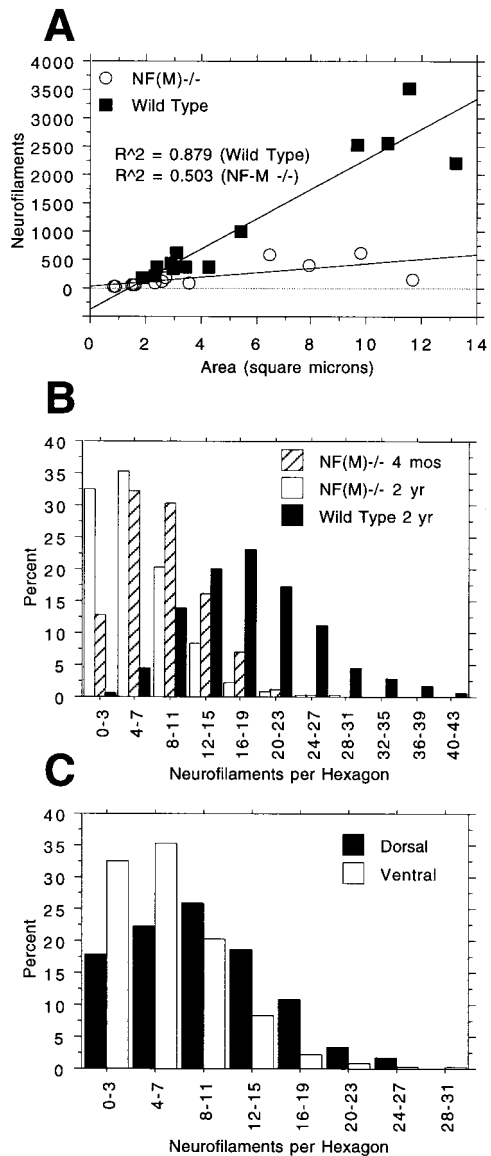 A
4000
3500
3000
2500
2000
1500
1000
500
0
Neurofilaments
NF(M)-/-
Wild Type
R^2 = 0.879 (Wild Type)
R^2 = 0.503 (NF-M -/-)
0 2 4 6 8 10 12 14
Area (square microns)
B
40
35
30
25
20
15
10
5
0
Percent
NF(M)-/- 4 mos
NF(M)-/- 2 yr
Wild Type 2 yr
0-3 4-7 8-11 12-15 16-19 20-23 24-27 28-31 32-35 36-39 40-43
Neurofilaments per Hexagon
C
40
35
30
25
20
15
10
5
0
Percent
Dorsal
Ventral
0-3 4-7 8-11 12-15 16-19 20-23 24-27 28-31
Neurofilaments per Hexagon